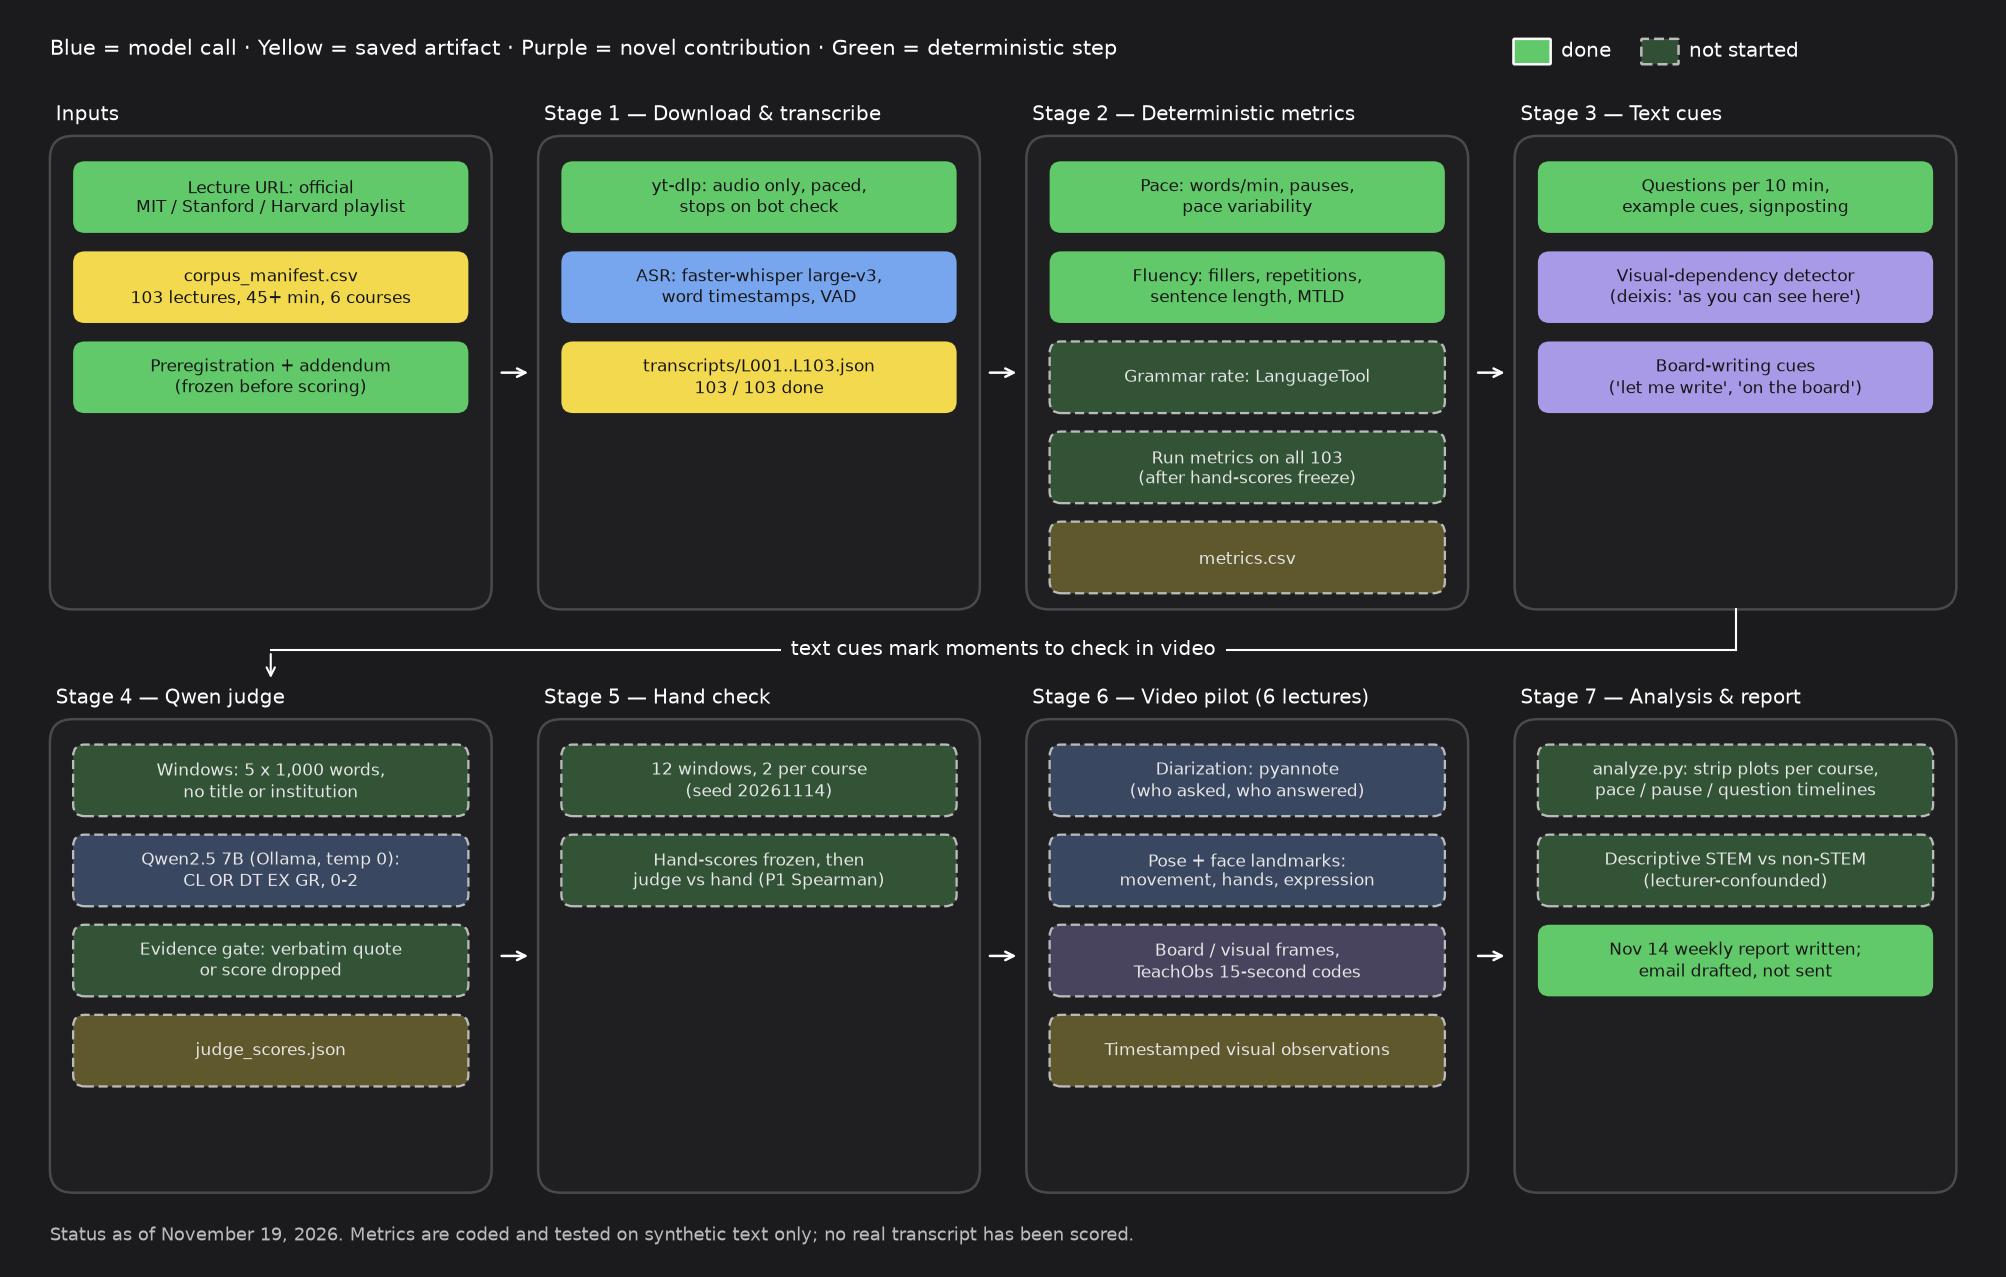 Blue = model call · Yellow = saved artifact · Purple = novel contribution · Green = deterministic step
done
not started
Inputs
Lecture URL: official
MIT / Stanford / Harvard playlist
corpus_manifest.csv
103 lectures, 45+ min, 6 courses
Preregistration + addendum
(frozen before scoring)
Stage 1 — Download & transcribe
yt-dlp: audio only, paced,
stops on bot check
ASR: faster-whisper large-v3,
word timestamps, VAD
transcripts/L001..L103.json
103 / 103 done
Stage 2 — Deterministic metrics
Pace: words/min, pauses,
pace variability
Fluency: fillers, repetitions,
sentence length, MTLD
Grammar rate: LanguageTool
Run metrics on all 103
(after hand-scores freeze)
metrics.csv
Stage 3 — Text cues
Questions per 10 min,
example cues, signposting
Visual-dependency detector
(deixis: 'as you can see here')
Board-writing cues
('let me write', 'on the board')
text cues mark moments to check in video
Stage 4 — Qwen judge
Windows: 5 x 1,000 words,
no title or institution
Qwen2.5 7B (Ollama, temp 0):
CL OR DT EX GR, 0-2
Evidence gate: verbatim quote
or score dropped
judge_scores.json
Stage 5 — Hand check
12 windows, 2 per course
(seed 20261114)
Hand-scores frozen, then
judge vs hand (P1 Spearman)
Stage 6 — Video pilot (6 lectures)
Diarization: pyannote
(who asked, who answered)
Pose + face landmarks:
movement, hands, expression
Board / visual frames,
TeachObs 15-second codes
Timestamped visual observations
Stage 7 — Analysis & report
analyze.py: strip plots per course,
pace / pause / question timelines
Descriptive STEM vs non-STEM
(lecturer-confounded)
Nov 14 weekly report written;
email drafted, not sent
Status as of November 19, 2026. Metrics are coded and tested on synthetic text only; no real transcript has been scored.